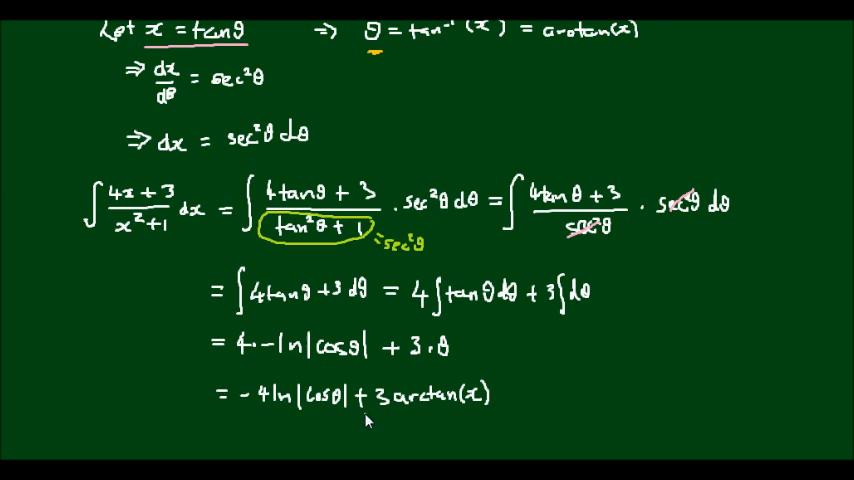 Let x = tanθ ⇒ θ = tan⁻¹(x) = arctan(x)
⇒ dx/dθ = sec²θ
⇒ dx = sec²θ dθ
∫ (4x + 3)/(x² + 1) dx = ∫ (4tanθ + 3)/(tan²θ + 1) · sec²θ dθ = ∫ (4tanθ + 3)/(sec²θ) · sec²θ dθ
= sec²θ
= ∫ 4tanθ + 3 dθ = 4 ∫ tanθ dθ + 3 ∫ dθ
= 4 · -ln|cosθ| + 3 · θ
= -4ln|cosθ| + 3arctan(x)